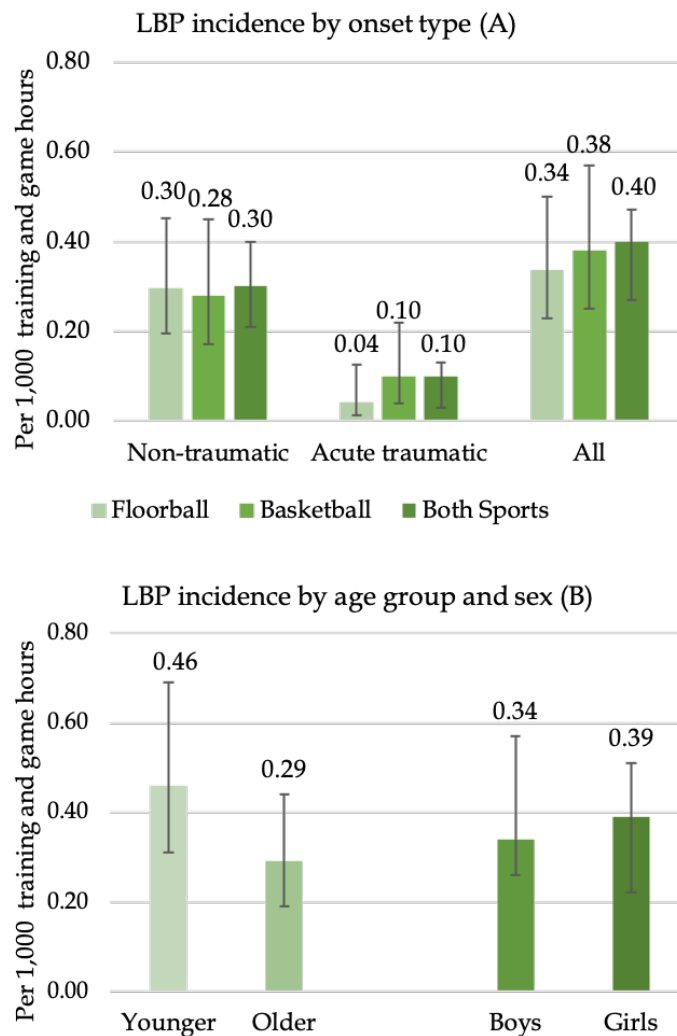 LBP incidence by onset type (A)
Per 1,000 training and game hours
0.80
0.60
0.40
0.20
0.00
0.30
0.28
0.30
0.04
0.10
0.10
0.34
0.38
0.40
Non-traumatic
Acute traumatic
All
Floorball
Basketball
Both Sports
LBP incidence by age group and sex (B)
Per 1,000 training and game hours
0.80
0.60
0.40
0.20
0.00
0.46
0.29
0.34
0.39
Younger
Older
Boys
Girls